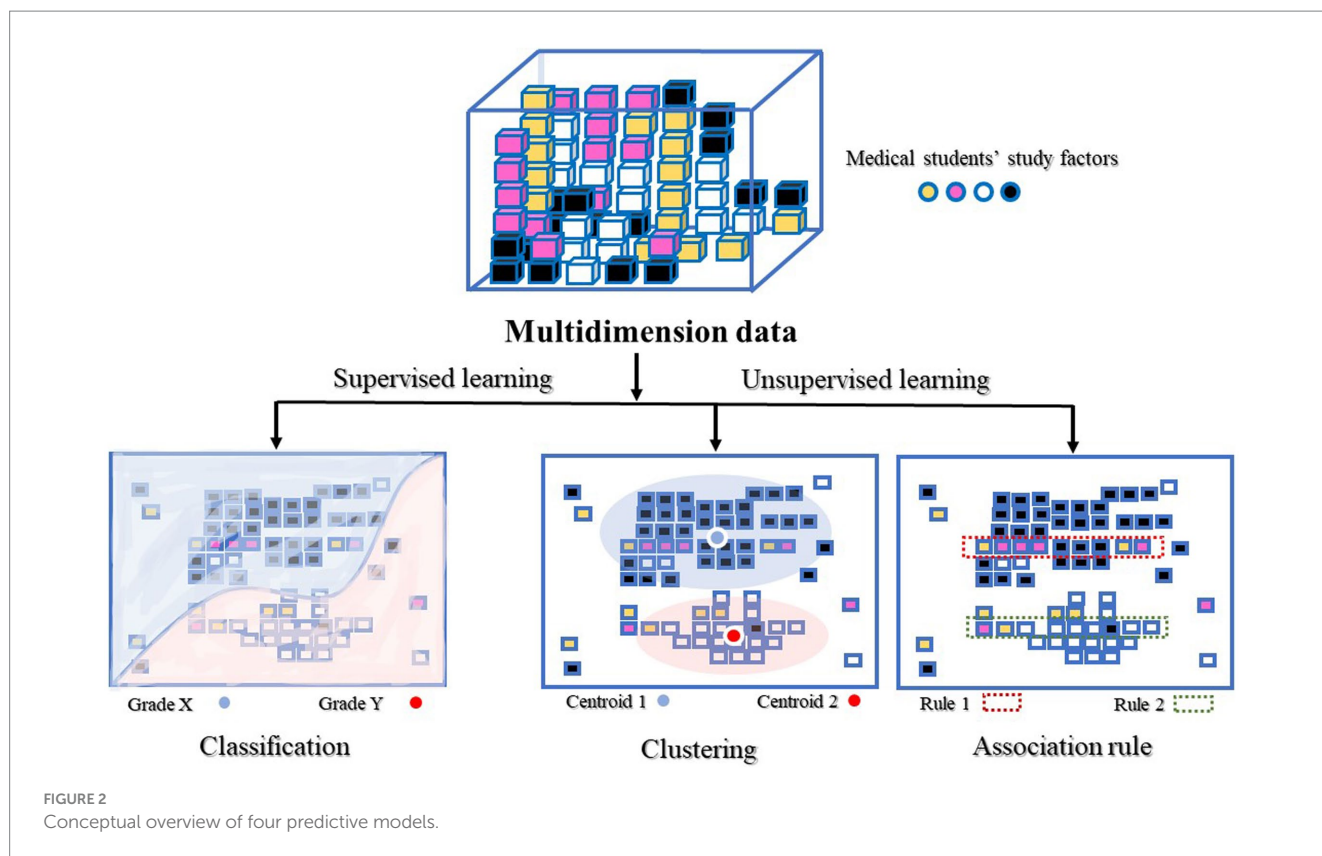 Medical students' study factors
Multidimension data
Supervised learning
Unsupervised learning
Grade X
Grade Y
Classification
Centroid 1
Centroid 2
Clustering
Rule 1
Rule 2
Association rule
FIGURE 2
Conceptual overview of four predictive models.